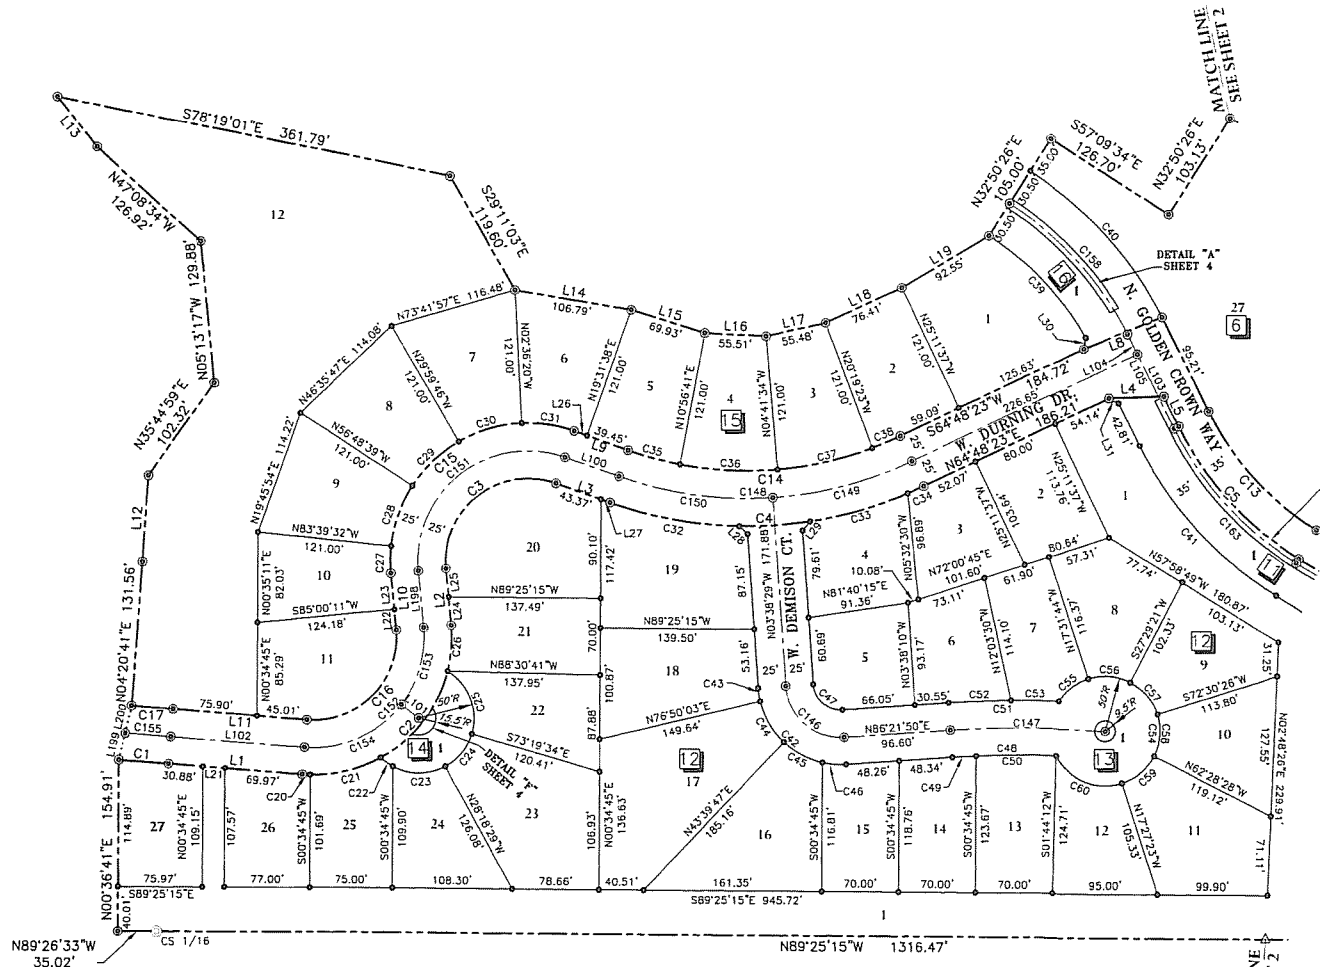 MATCH LINE
SEE SHEET 2
S78°19'01"E 361.79'
L13
N47°08'34"W
126.92'
12
S29°11'03"E
119.60'
N32°50'26"E
105.00'
35.00'
30.50'
30.50'
S57°09'34"E
126.70'
N32°50'26"E
103.13'
C40
C158
DETAIL "A"
SHEET 4
16
1
C39
L30
L8
N. GOLDEN CROWN WAY
27
6
95.21'
L19
92.55'
L18
76.41'
L17
55.48'
L16
55.51'
L15
69.93'
L14
106.79'
N05°13'17"W 129.88'
N35°44'59"E
102.32'
L12
N04°20'41"E 131.56'
N73°41'57"E 116.48'
N46°35'47"E 114.08'
N19°45'54"E 114.22'
N02°36'20"W
121.00'
N29°59'46"W
121.00'
N56°48'39"W
121.00'
N83°39'32"W
121.00'
S85°00'11"W
124.18'
N00°35'11"E
82.03'
N00°34'45"E
85.29'
7
8
9
10
11
6
5
4
15
3
2
1
N19°31'38"E
121.00'
N10°56'41"E
121.00'
N04°41'34"W
121.00'
N20°19'23"W
121.00'
N25°11'37"W
121.00'
C30
C31
L26
39.45'
L9
C35
C36
C14
C37
C38
59.09'
S64°48'23"W 184.72'
125.63'
226.65'
W. DURNING DR.
N64°48'23"E 186.21'
25'
25'
L104
L105
L103
L4
L5
54.14'
80.00'
52.07'
42.81'
L31
C29
C15
C151
C28
C27
25'
25'
C3
L100
L3
43.37'
L27
C150
C148
C149
C32
C4
L28
L29
C33
C34
35'
C5
C13
35'
C163
C41
1
11
L23
L22
L10
L198
L2
L25
L24
C26
C153
20
90.10'
117.42'
N89°25'15"W
137.49'
21
70.00'
N88°30'41"W
137.95'
100.87'
22
87.88'
S73°19'34"E
120.41'
23
106.93'
N00°34'45"E
136.63'
19
87.15'
N89°25'15"W
139.50'
18
53.16'
N76°50'03"E
149.64'
C43
C44
12
17
N43°39'47"E
185.16'
N03°38'29"W 171.88'
W. DEMISON CT.
25'
25'
79.61'
60.69'
C47
C146
C42
C45
C46
N86°21'50"E
96.60'
C147
4
N81°40'15"E
91.36'
10.08'
N05°32'30"W
96.89'
3
N25°11'37"W
103.64'
N72°00'45"E
101.60'
73.11'
61.90'
2
N25°11'37"W
113.76'
80.64'
57.31'
1
N57°58'49"W
77.74'
180.87'
103.13'
5
66.05'
N03°38'10"W
93.17'
6
N12°03'30"W
114.10'
7
N17°31'44"W
116.37'
8
S27°29'21"W
102.33'
12
9
31.25'
S72°30'26"W
113.80'
30.55'
C52
C51
C53
C55
C56
C57
50'R
9.5'R
1
13
C54
C58
C59
C60
N62°28'28"W
119.12'
N02°48'26"E 229.91'
127.55'
71.11'
11
99.90'
N17°27'23"W
105.33'
12
95.00'
S01°44'12"W
124.71'
13
70.00'
S00°34'45"W
123.67'
14
70.00'
S00°34'45"W
118.76'
15
70.00'
S00°34'45"W
116.81'
16
161.35'
48.26'
48.34'
C49
C48
C50
C16
C152
L101
C154
C2
C25
50'R
15.5'R
14
1
DETAIL "F"
SHEET 4
L200
L199
C17
C155
C1
75.90'
L11
45.01'
L102
30.88'
L21
L1
69.97'
C20
C21
C22
C23
24
N28°18'29"W
126.08'
S00°34'45"W
109.90'
25
S00°34'45"W
101.69'
26
107.57'
N00°34'45"E
109.15'
27
114.89'
N00°36'41"E 154.91'
40.01'
75.97'
S89°25'15"E
77.00'
75.00'
108.30'
78.66'
40.51'
S89°25'15"E 945.72'
1
N89°26'33"W
35.02'
CS 1/16
N89°25'15"W 1316.47'